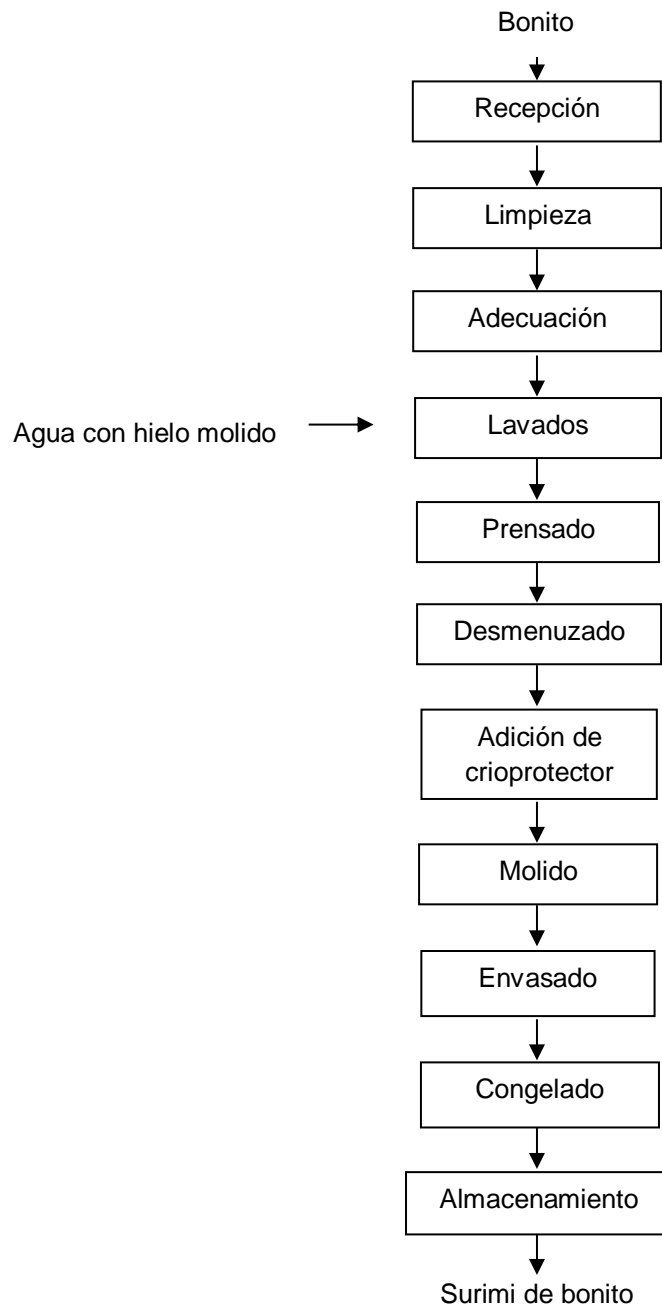 Bonito
Recepción
Limpieza
Adecuación
Agua con hielo molido
Lavados
Prensado
Desmenuzado
Adición de
crioprotector
Molido
Envasado
Congelado
Almacenamiento
Surimi de bonito